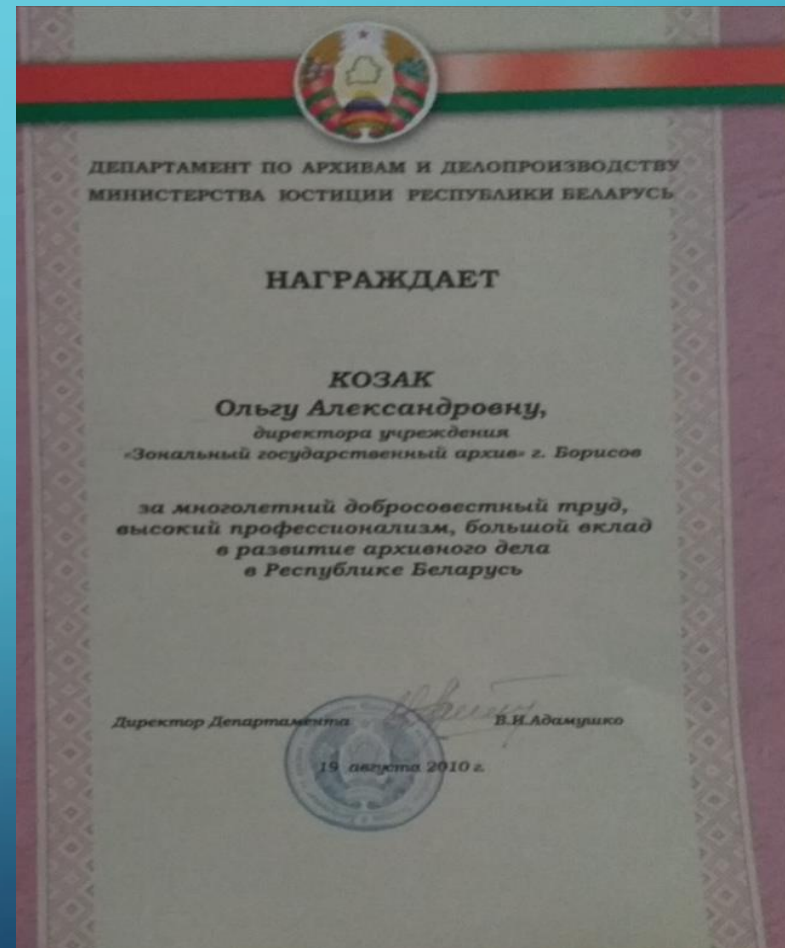 ДЕПАРТАМЕНТ ПО АРХИВАМ И ДЕЛОПРОИЗВОДСТВУ
МИНИСТЕРСТВА ЮСТИЦИИ РЕСПУБЛИКИ БЕЛАРУСЬ
НАГРАЖДАЕТ
КОЗАК
Ольгу Александровну,
директора учреждения
«Зональный государственный архив» г. Борисов
за многолетний добросовестный труд,
высокий профессионализм, большой вклад
в развитие архивного дела
в Республике Беларусь
Директор Департамента В.И.Адамушко
19 августа 2010 г.